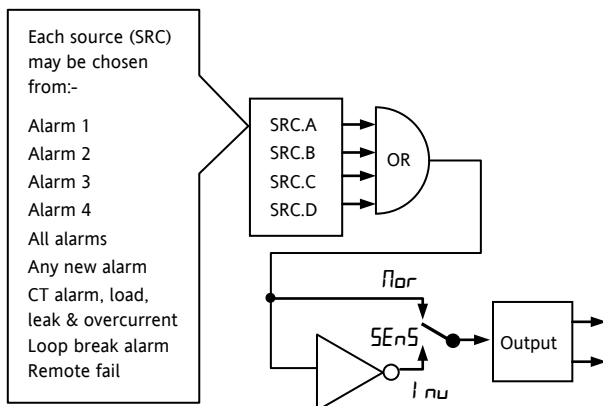 Each source (SRC)
may be chosen
from:-
Alarm 1
Alarm 2
Alarm 3
Alarm 4
All alarms
Any new alarm
CT alarm, load,
leak & overcurrent
Loop break alarm
Remote fail
SRC.A
SRC.B
SRC.C
SRC.D
OR
nor
SEnS
Inv
Output